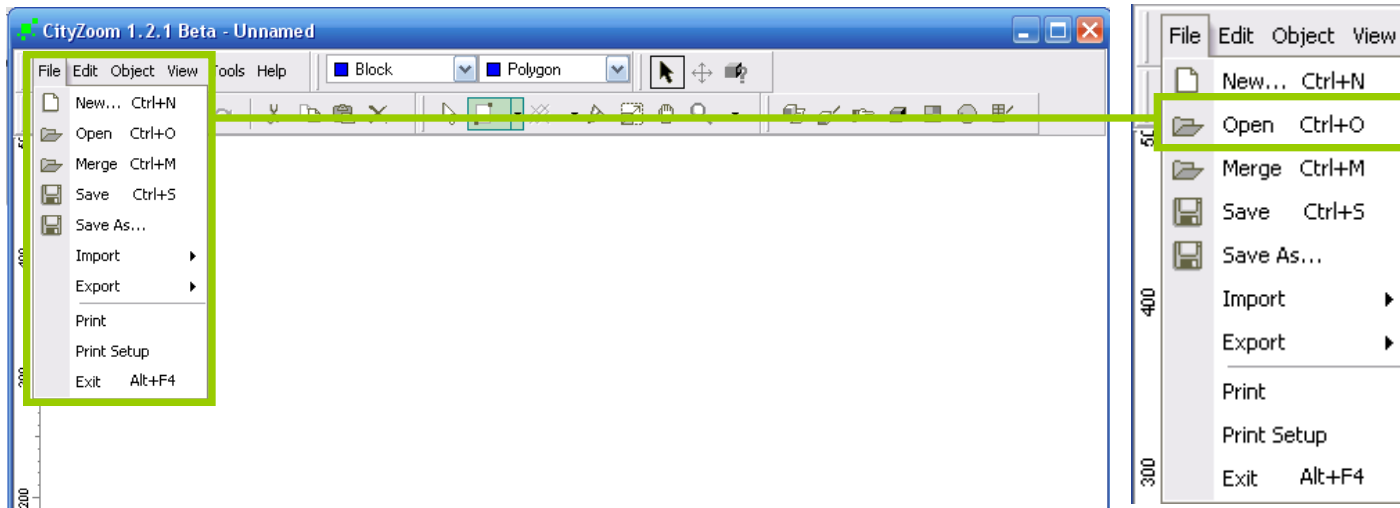 CityZoom 1.2.1 Beta - Unnamed
File Edit Object View Tools Help Block Polygon
New... Ctrl+N
Open Ctrl+O
Merge Ctrl+M
Save Ctrl+S
Save As...
Import
Export
Print
Print Setup
Exit Alt+F4
400
200
File Edit Object View
New... Ctrl+N
Open Ctrl+O
Merge Ctrl+M
Save Ctrl+S
Save As...
Import
Export
Print
Print Setup
Exit Alt+F4
400
300